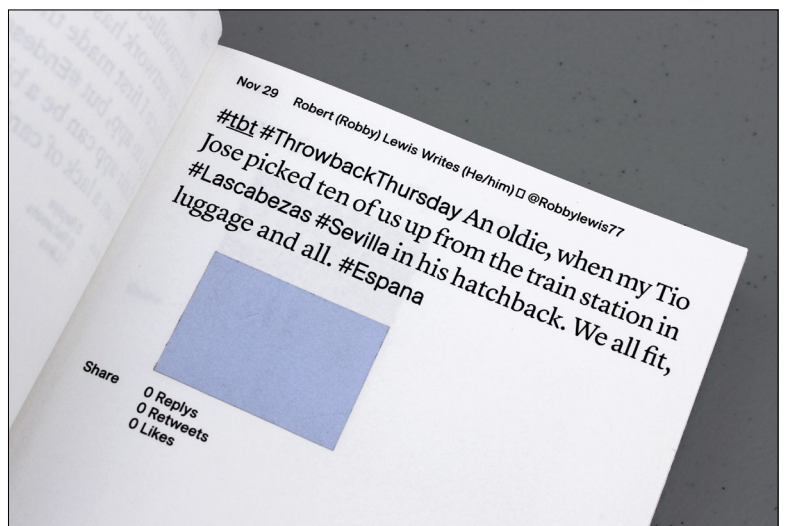 Nov 29 Robert (Robby) Lewis Writes (He/him) ▯ @Robbylewis77
#tbt #ThrowbackThursday An oldie, when my Tio
Jose picked ten of us up from the train station in
#Lascabezas #Sevilla in his hatchback. We all fit,
luggage and all. #Espana
Share
0 Replys
0 Retweets
0 Likes